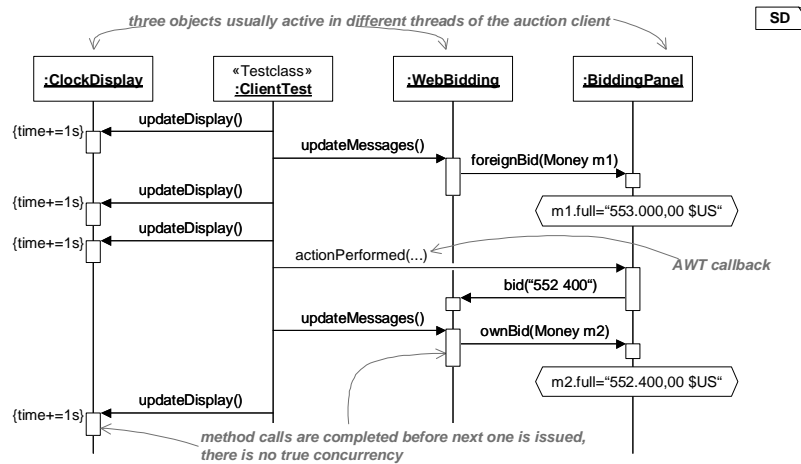 three objects usually active in different threads of the auction client
SD
:ClockDisplay
«Testclass»
:ClientTest
:WebBidding
:BiddingPanel
updateDisplay()
{time+=1s}
updateMessages()
foreignBid(Money m1)
updateDisplay()
{time+=1s}
m1.full=“553.000,00 $US“
updateDisplay()
{time+=1s}
actionPerformed(...)
AWT callback
bid(“552 400“)
updateMessages()
ownBid(Money m2)
m2.full=“552.400,00 $US“
updateDisplay()
{time+=1s}
method calls are completed before next one is issued,
there is no true concurrency